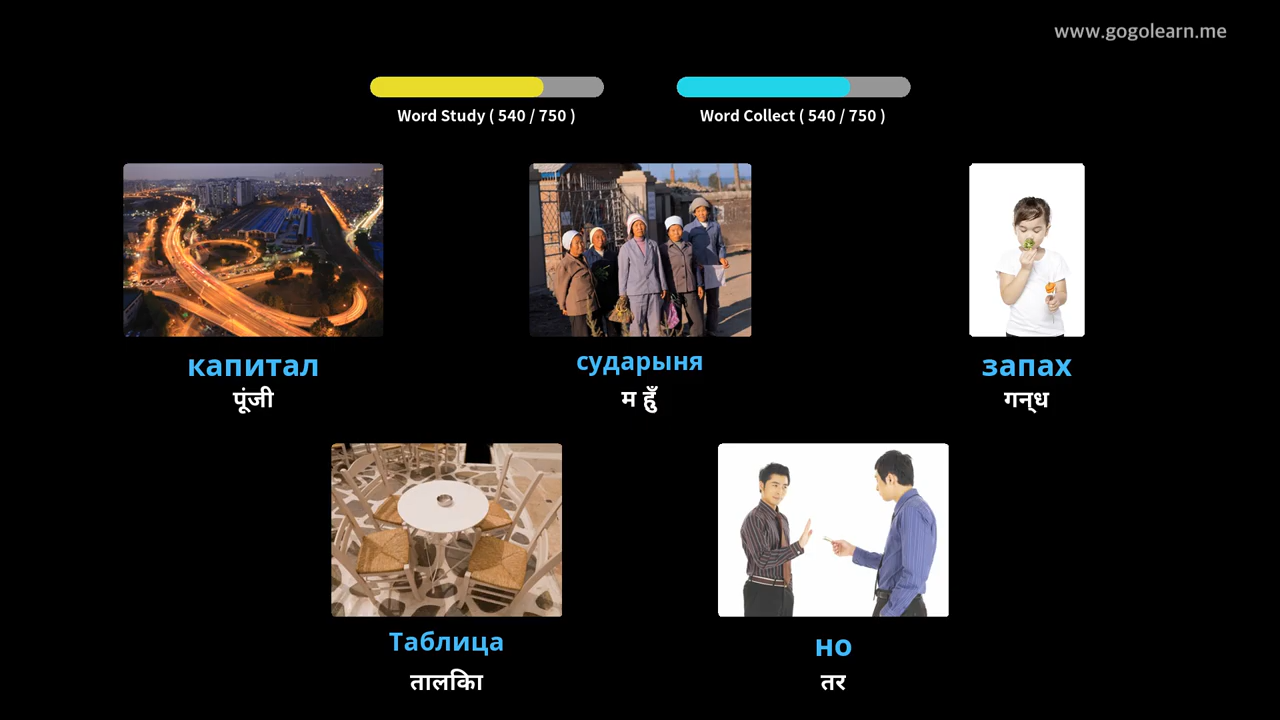 www.gogolearn.me
Word Study ( 540 / 750 )
Word Collect ( 540 / 750 )
капитал
पूंजी
сударыня
म हुँ
запах
गन्ध
Таблица
तालिका
но
तर